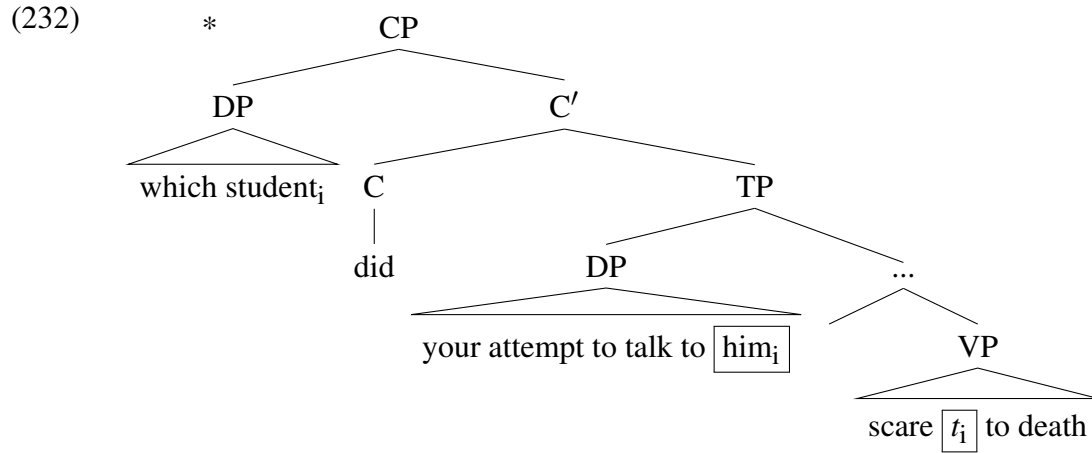 (232) * CP
DP C′
which student_i C TP
did DP ...
your attempt to talk to him_i VP
scare t_i to death